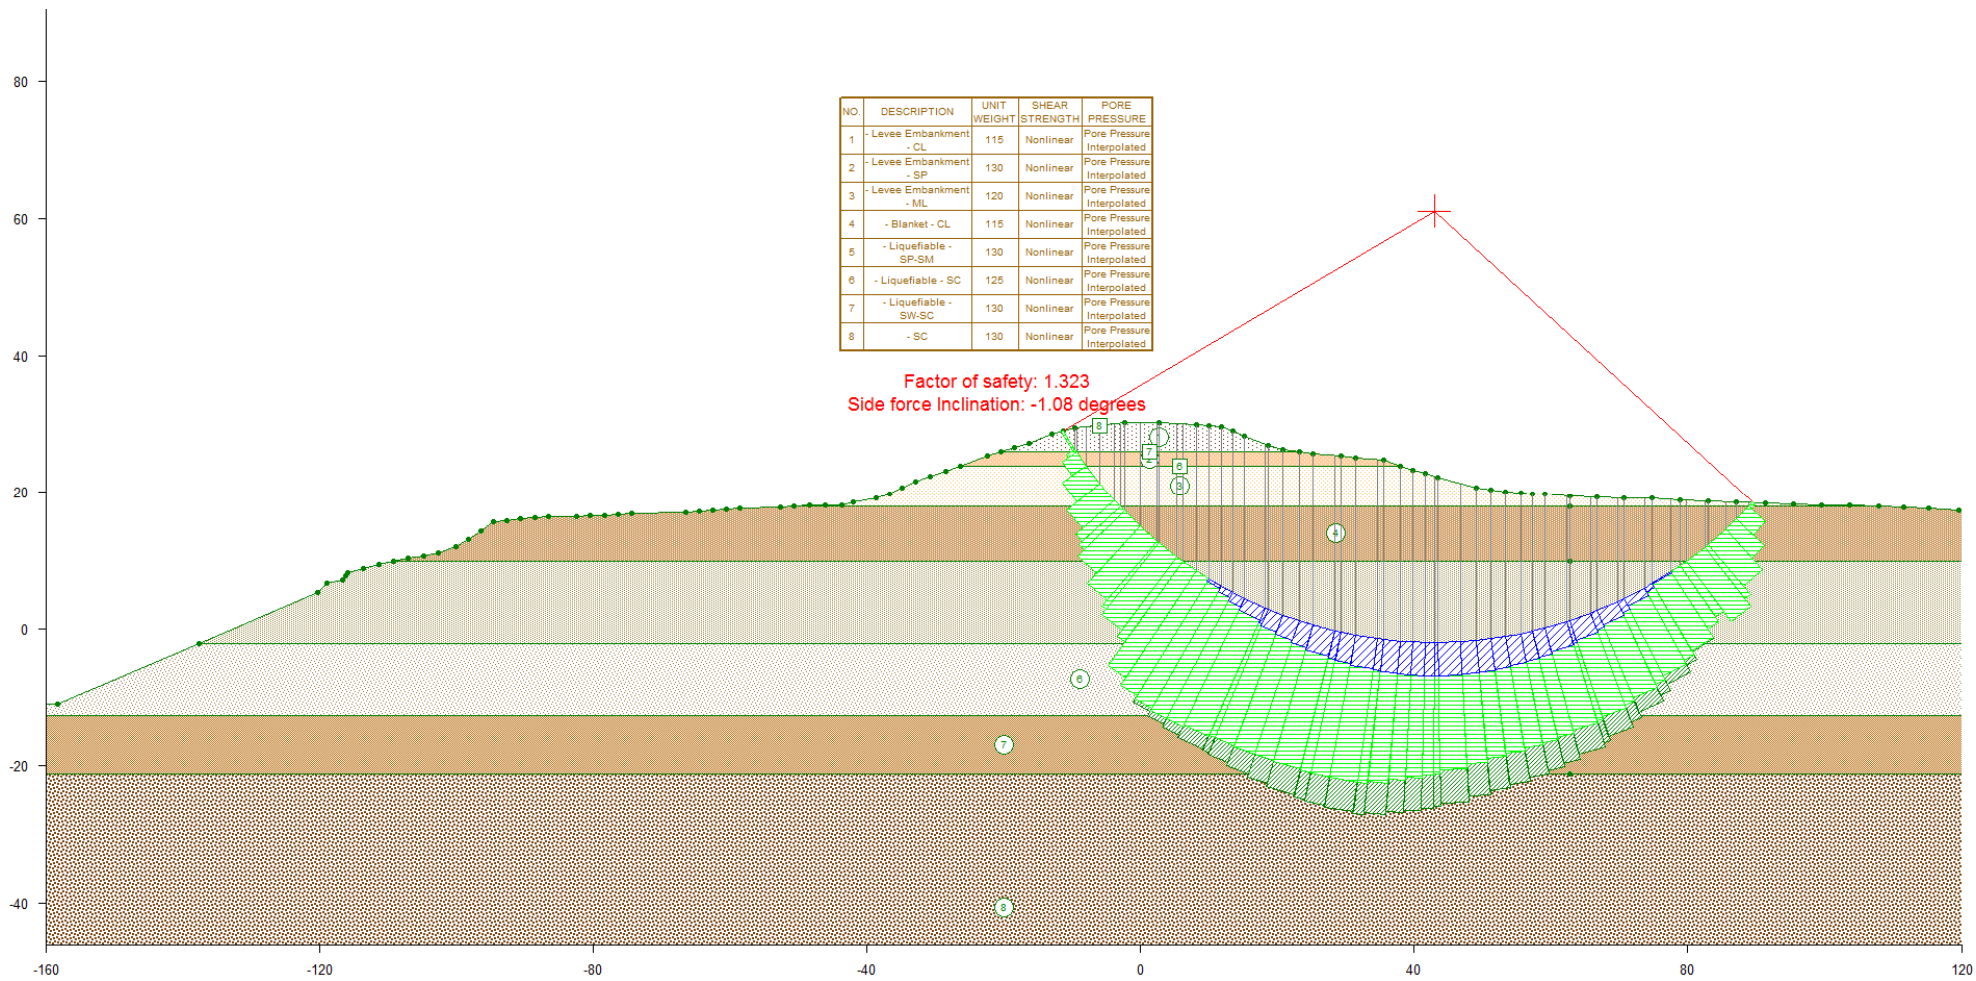 80
60
40
20
0
-20
-40
-160
-120
-80
-40
0
40
80
120
NO. DESCRIPTION UNIT WEIGHT SHEAR STRENGTH PORE PRESSURE
1 - Levee Embankment - CL 115 Nonlinear Pore Pressure Interpolated
2 - Levee Embankment - SP 130 Nonlinear Pore Pressure Interpolated
3 - Levee Embankment - ML 120 Nonlinear Pore Pressure Interpolated
4 - Blanket - CL 115 Nonlinear Pore Pressure Interpolated
5 - Liquefiable - SP-SM 130 Nonlinear Pore Pressure Interpolated
6 - Liquefiable - SC 125 Nonlinear Pore Pressure Interpolated
7 - Liquefiable - SW-SC 130 Nonlinear Pore Pressure Interpolated
8 - SC 130 Nonlinear Pore Pressure Interpolated
Factor of safety: 1.323
Side force Inclination: -1.08 degrees
8
7
6
3
4
6
7
8